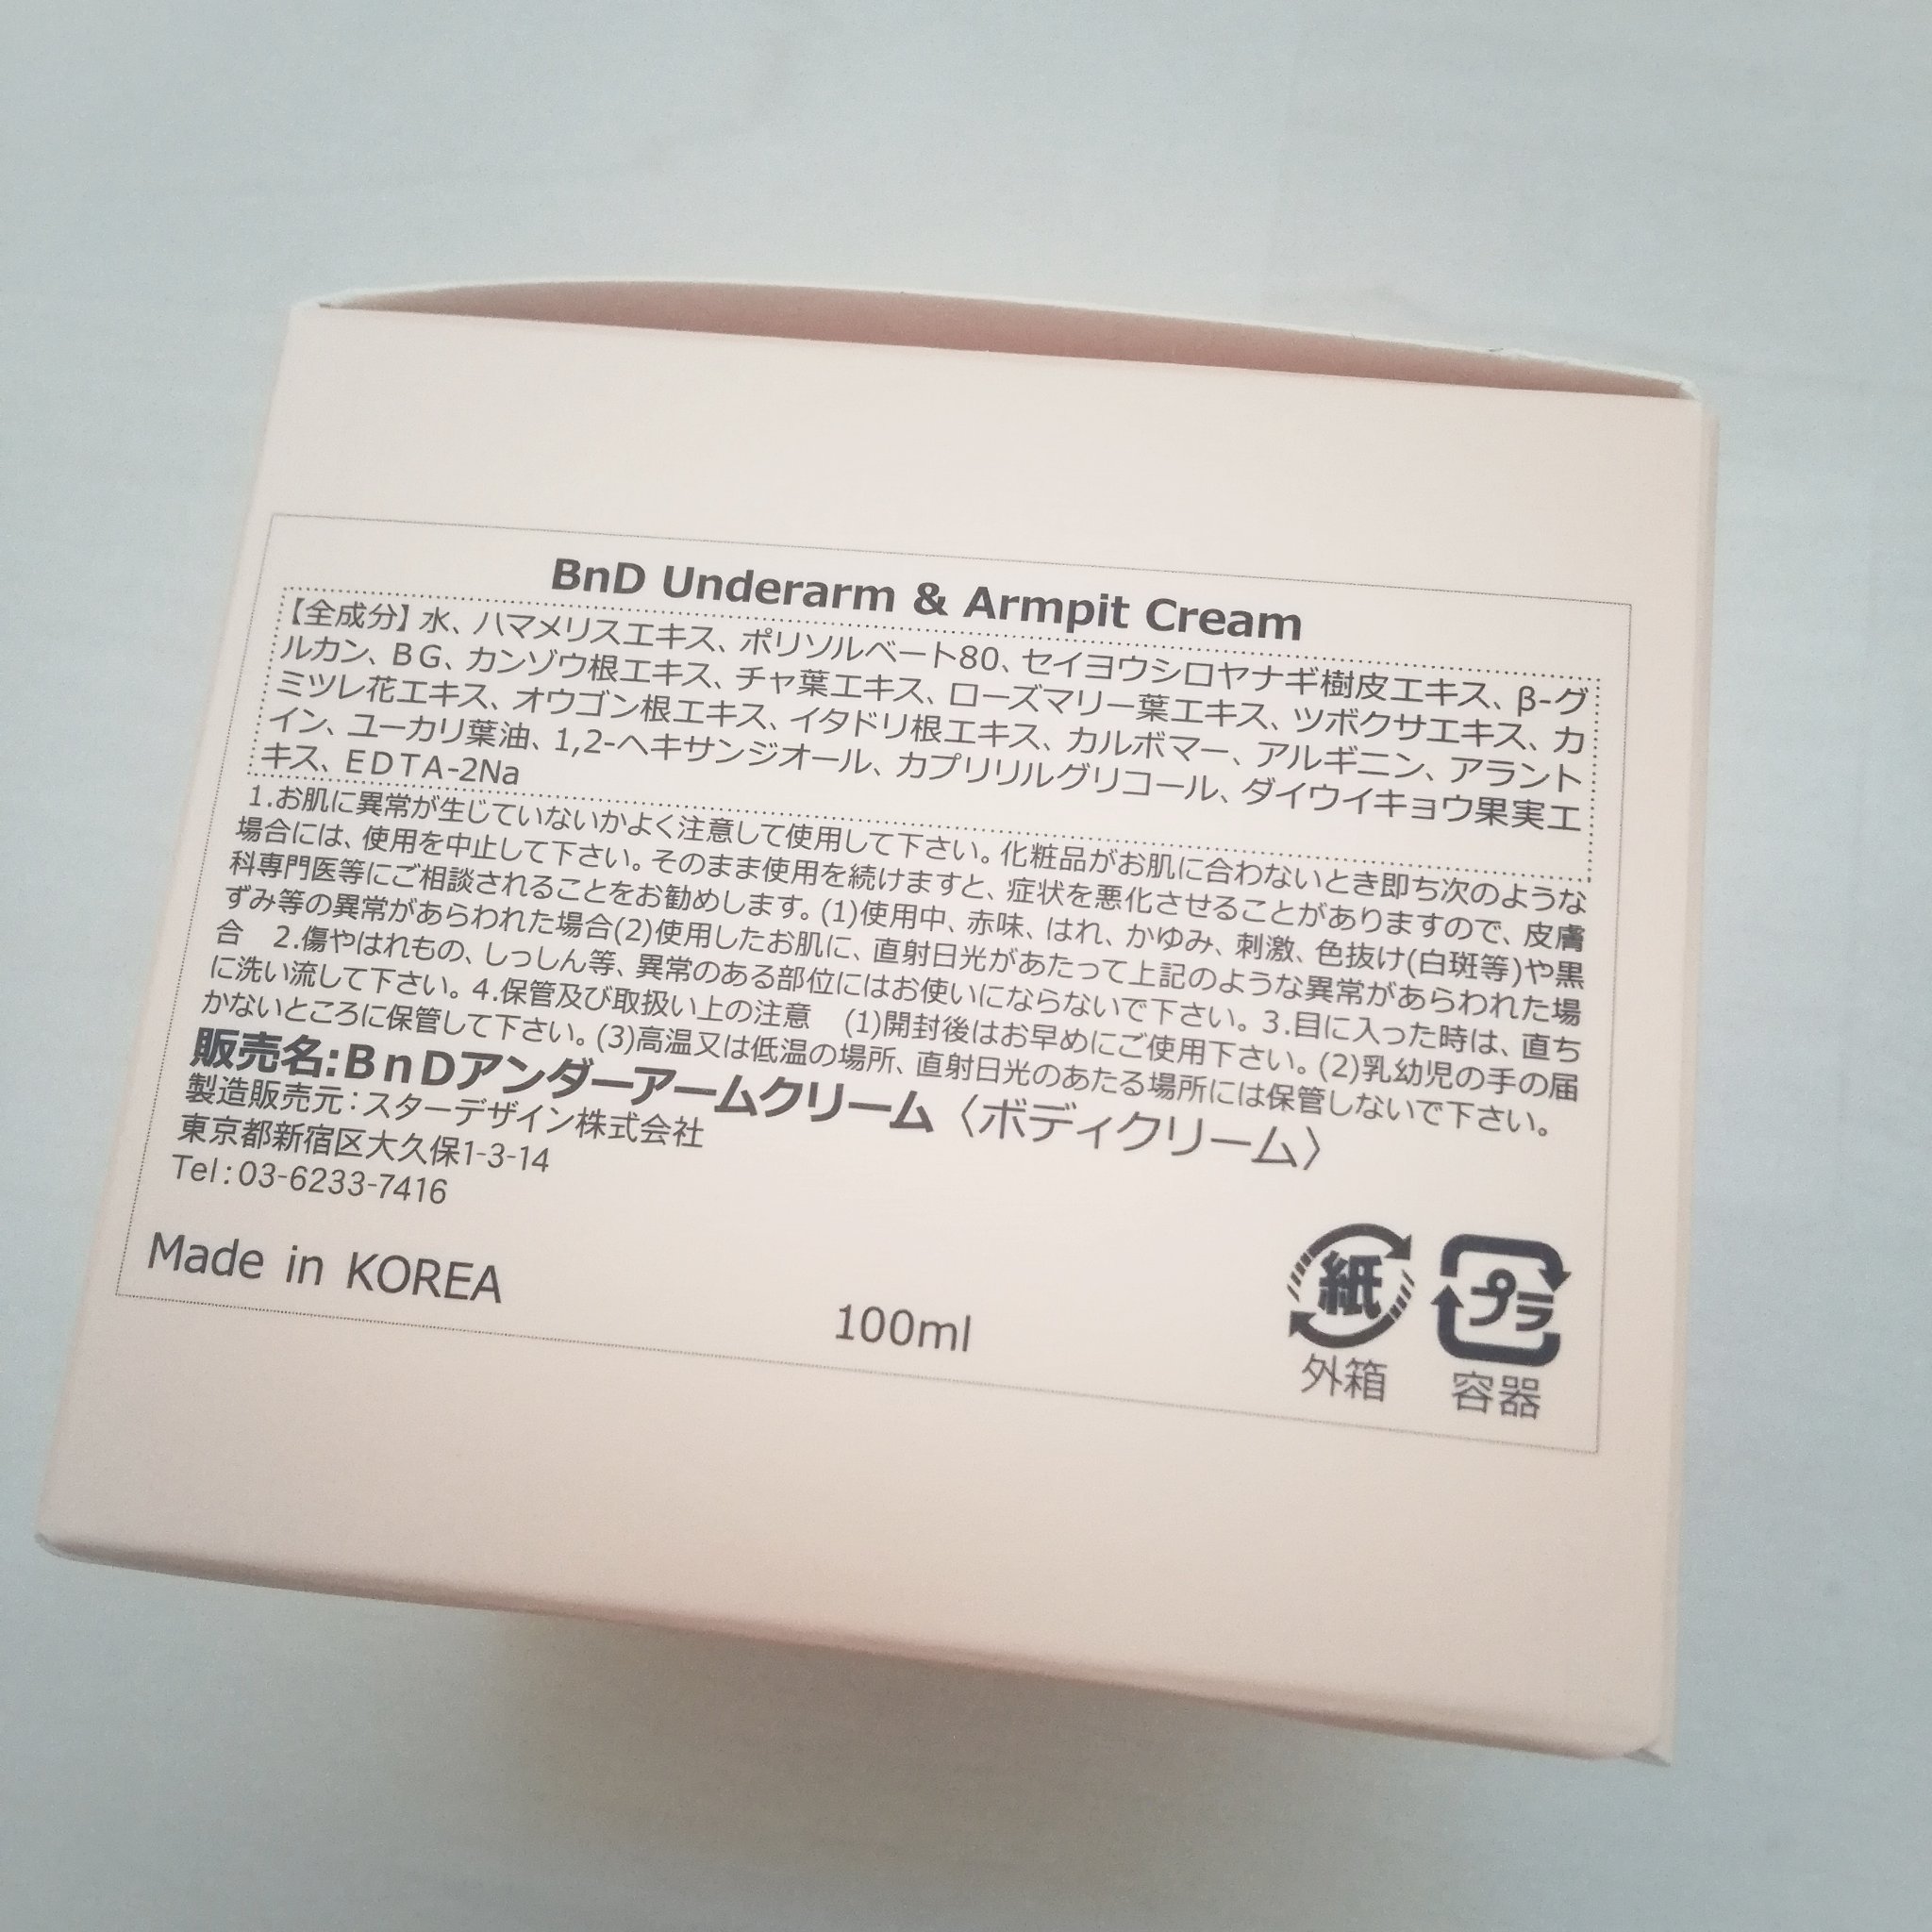 BnD Underarm & Armpit Cream
【全成分】水、ハマメリスエキス、ポリソルベート80、セイヨウシロヤナギ樹皮エキス、β-グ
ルカン、BG、カンゾウ根エキス、チャ葉エキス、ローズマリー葉エキス、ツボクサエキス、カ
ミツレ花エキス、オウゴン根エキス、イタドリ根エキス、カルボマー、アルギニン、アラント
イン、ユーカリ葉油、1,2-ヘキサンジオール、カプリリルグリコール、ダイウイキョウ果実エ
キス、EDTA-2Na
1.お肌に異常が生じていないかよく注意して使用して下さい。化粧品がお肌に合わないとき即ち次のような
場合には、使用を中止して下さい。そのまま使用を続けますと、症状を悪化させることがありますので、皮膚
科専門医等にご相談されることをお勧めします。(1)使用中、赤味、はれ、かゆみ、刺激、色抜け(白斑等)や黒
ずみ等の異常があらわれた場合(2)使用したお肌に、直射日光があたって上記のような異常があらわれた場
合　2.傷やはれもの、しっしん等、異常のある部位にはお使いにならないで下さい。3.目に入った時は、直ち
に洗い流して下さい。4.保管及び取扱い上の注意　(1)開封後はお早めにご使用下さい。(2)乳幼児の手の届
かないところに保管して下さい。(3)高温又は低温の場所、直射日光のあたる場所には保管しないで下さい。
販売名:BnDアンダーアームクリーム〈ボディクリーム〉
製造販売元:スターデザイン株式会社
東京都新宿区大久保1-3-14
Tel:03-6233-7416
Made in KOREA
100ml
紙 プラ
外箱 容器